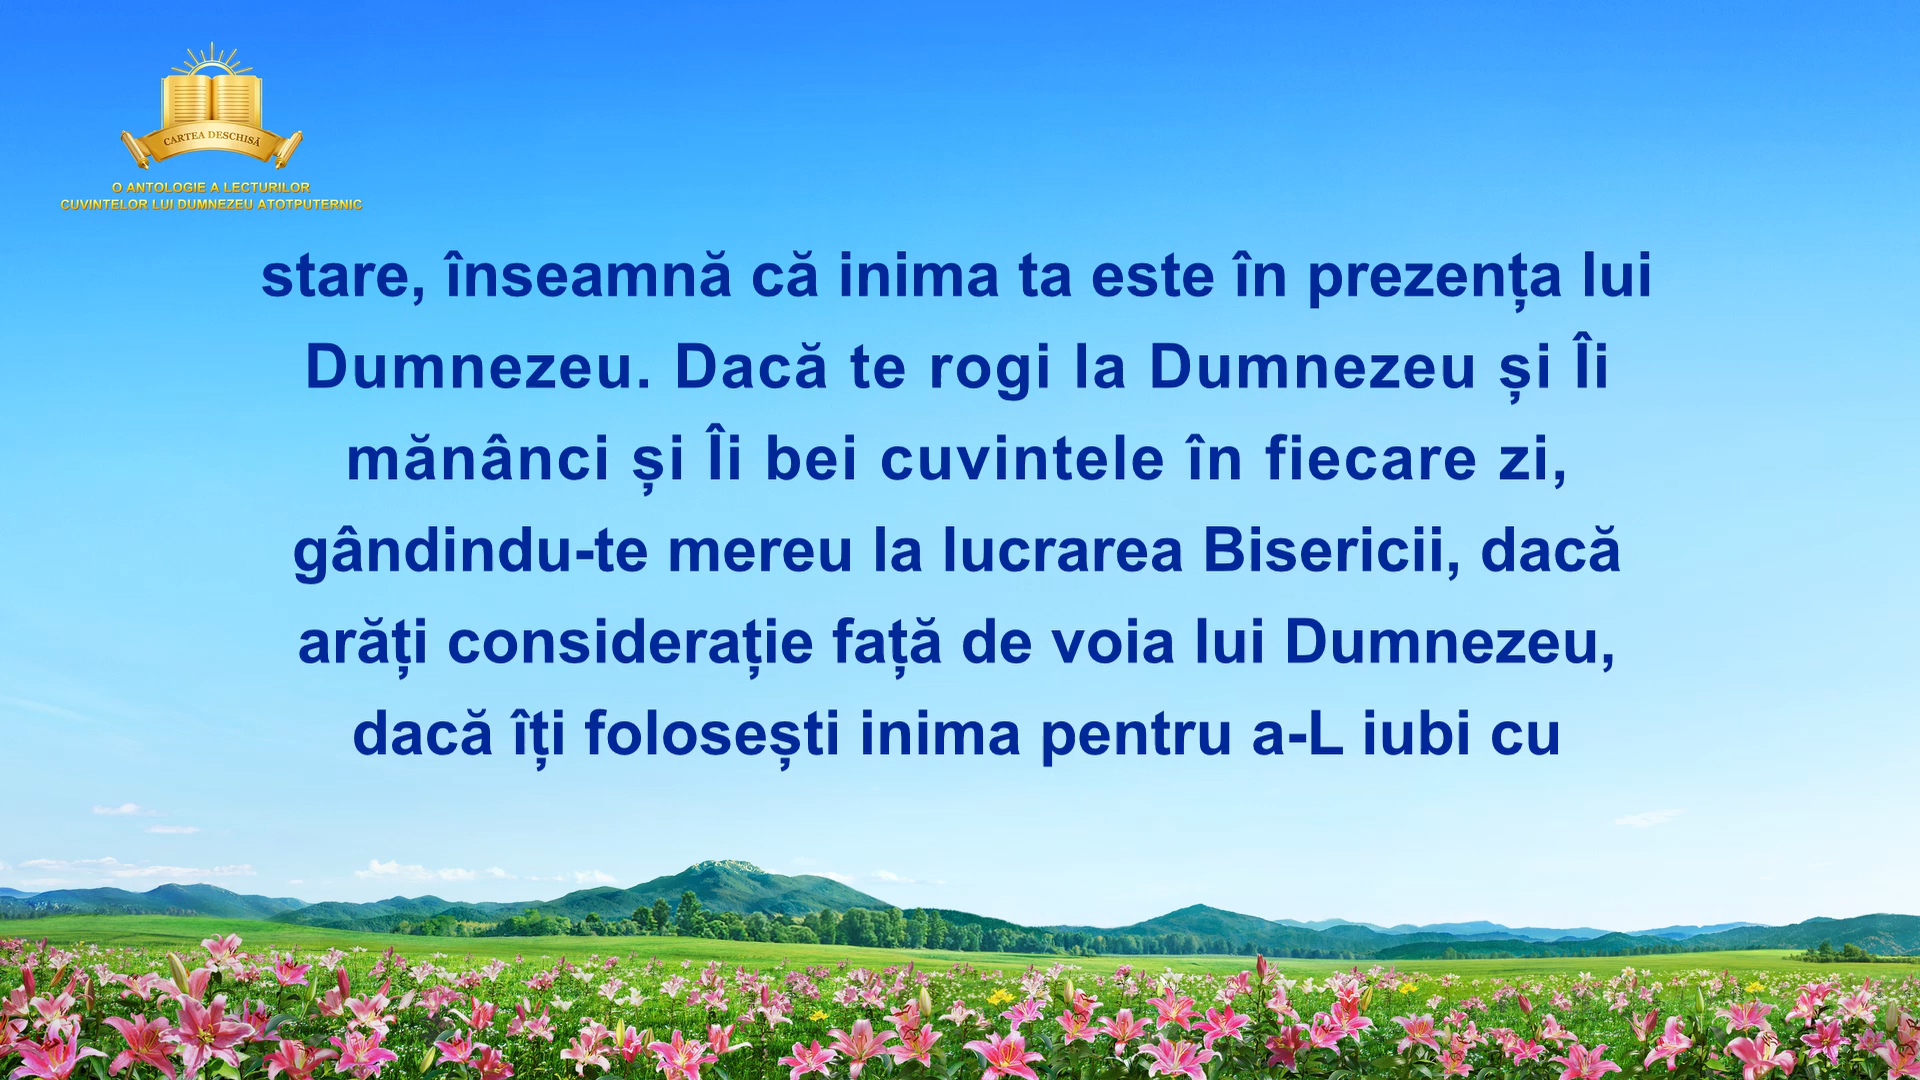 CARTEA DESCHISĂ
O ANTOLOGIE A LECTURILOR
CUVINTELOR LUI DUMNEZEU ATOTPUTERNIC
stare, înseamnă că inima ta este în prezența lui
Dumnezeu. Dacă te rogi la Dumnezeu și Îi
mănânci și Îi bei cuvintele în fiecare zi,
gândindu-te mereu la lucrarea Bisericii, dacă
arăți considerație față de voia lui Dumnezeu,
dacă îți folosești inima pentru a-L iubi cu